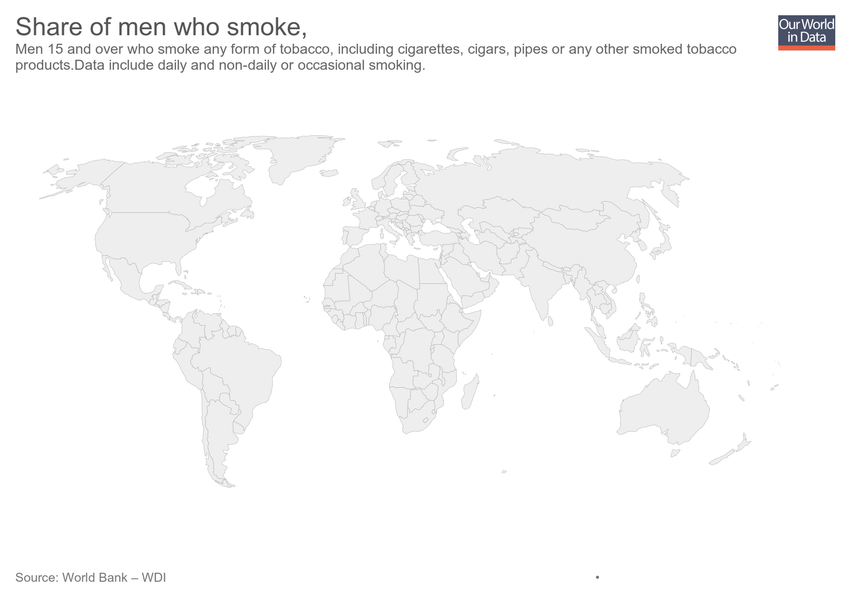 Share of men who smoke,
Our World
in Data
Men 15 and over who smoke any form of tobacco, including cigarettes, cigars, pipes or any other smoked tobacco
products.Data include daily and non-daily or occasional smoking.
Source: World Bank – WDI
•